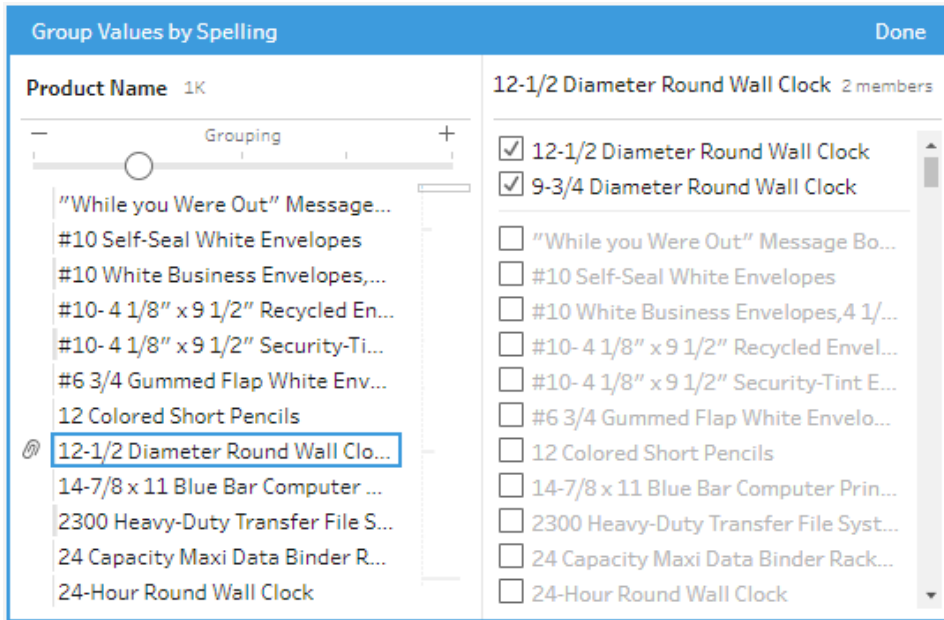 Group Values by Spelling
Done
Product Name 1K
Grouping
"While you Were Out" Message...
#10 Self-Seal White Envelopes
#10 White Business Envelopes,...
#10- 4 1/8" x 9 1/2" Recycled En...
#10- 4 1/8" x 9 1/2" Security-Ti...
#6 3/4 Gummed Flap White Env...
12 Colored Short Pencils
12-1/2 Diameter Round Wall Clo...
14-7/8 x 11 Blue Bar Computer ...
2300 Heavy-Duty Transfer File S...
24 Capacity Maxi Data Binder R...
24-Hour Round Wall Clock
12-1/2 Diameter Round Wall Clock 2 members
12-1/2 Diameter Round Wall Clock
9-3/4 Diameter Round Wall Clock
"While you Were Out" Message Bo...
#10 Self-Seal White Envelopes
#10 White Business Envelopes,4 1/...
#10- 4 1/8" x 9 1/2" Recycled Envel...
#10- 4 1/8" x 9 1/2" Security-Tint E...
#6 3/4 Gummed Flap White Envelo...
12 Colored Short Pencils
14-7/8 x 11 Blue Bar Computer Prin...
2300 Heavy-Duty Transfer File Syst...
24 Capacity Maxi Data Binder Rack...
24-Hour Round Wall Clock